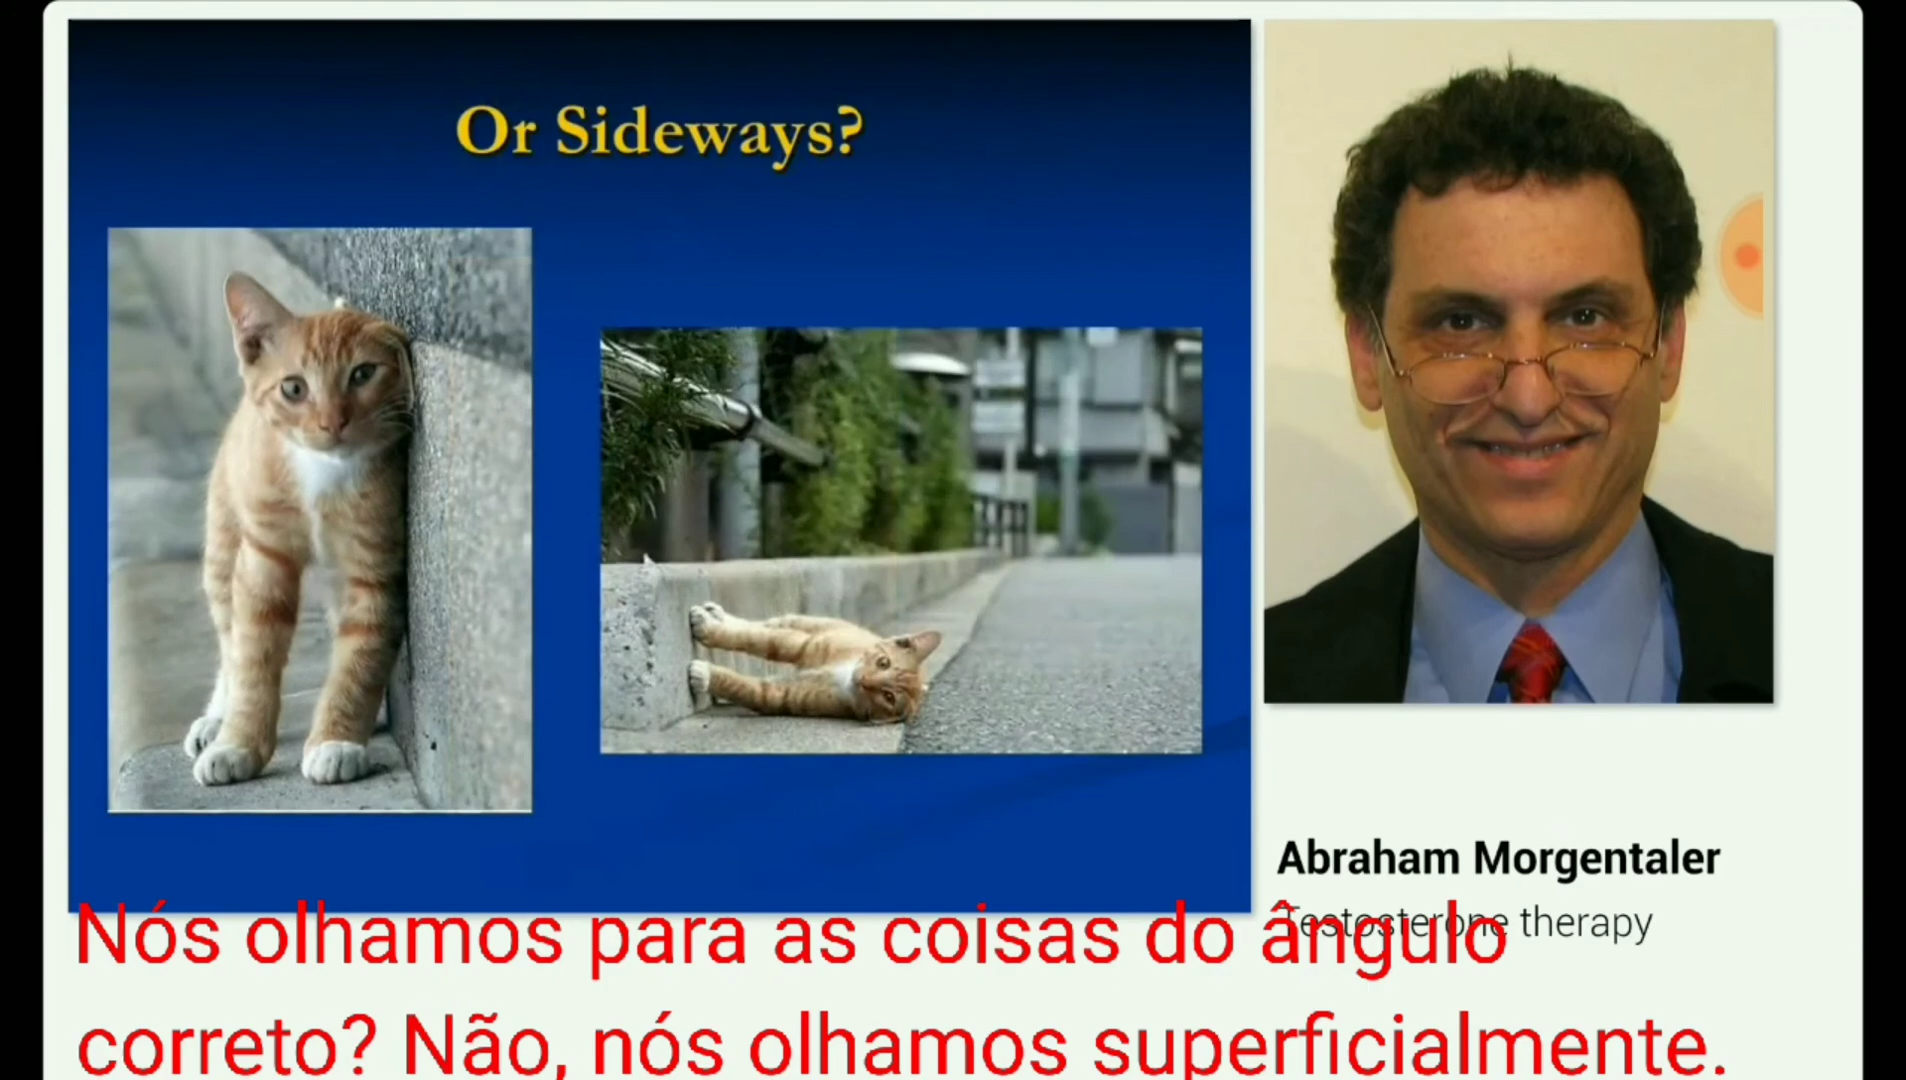 Or Sideways?
Abraham Morgentaler
Testosterone therapy
Nós olhamos para as coisas do ângulo
correto? Não, nós olhamos superficialmente.